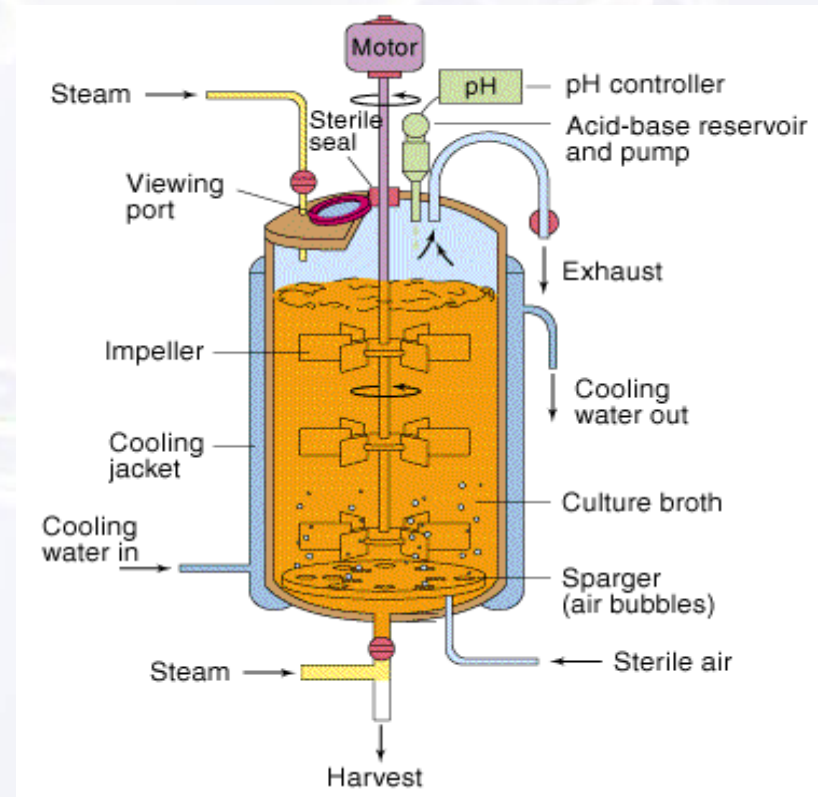 Motor
Steam
pH
pH controller
Sterile
seal
Acid-base reservoir
and pump
Viewing
port
Exhaust
Impeller
Cooling
water out
Cooling
jacket
Culture broth
Cooling
water in
Sparger
(air bubbles)
Steam
Sterile air
Harvest